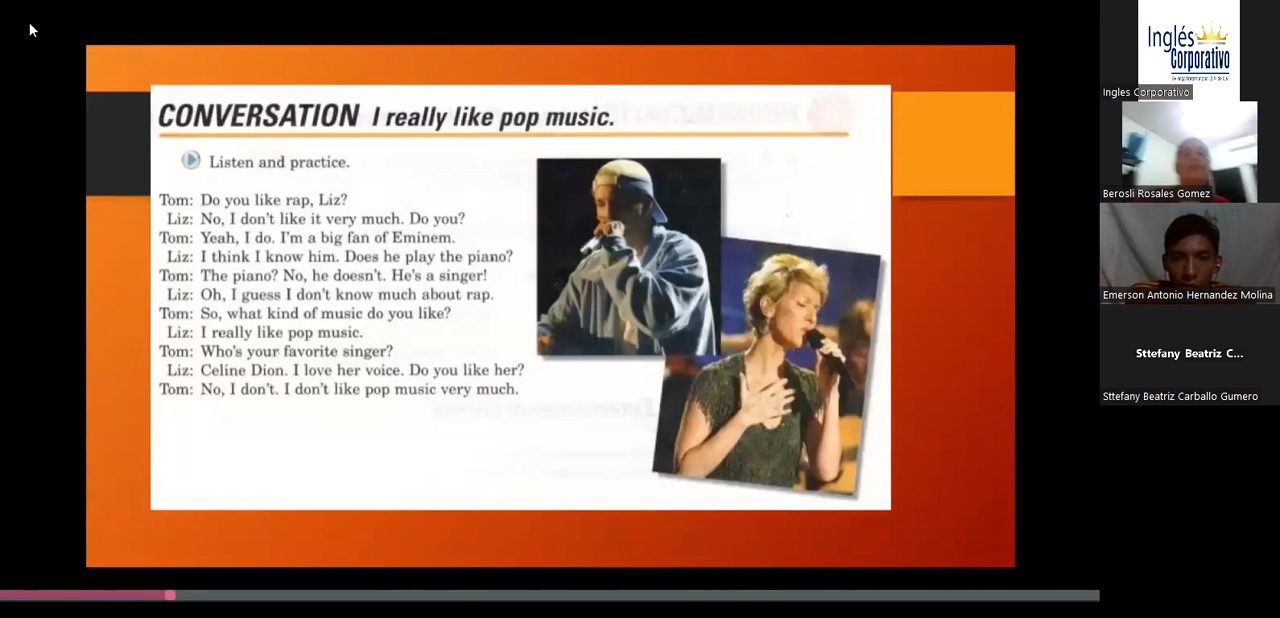 CONVERSATION I really like pop music.
Listen and practice.
Tom: Do you like rap, Liz?
Liz: No, I don't like it very much. Do you?
Tom: Yeah, I do. I'm a big fan of Eminem.
Liz: I think I know him. Does he play the piano?
Tom: The piano? No, he doesn't. He's a singer!
Liz: Oh, I guess I don't know much about rap.
Tom: So, what kind of music do you like?
Liz: I really like pop music.
Tom: Who's your favorite singer?
Liz: Celine Dion. I love her voice. Do you like her?
Tom: No, I don't. I don't like pop music very much.
Inglés
Corporativo
Ingles Corporativo
Berosli Rosales Gomez
Emerson Antonio Hernandez Molina
Sttefany Beatriz C...
Sttefany Beatriz Carballo Gumero